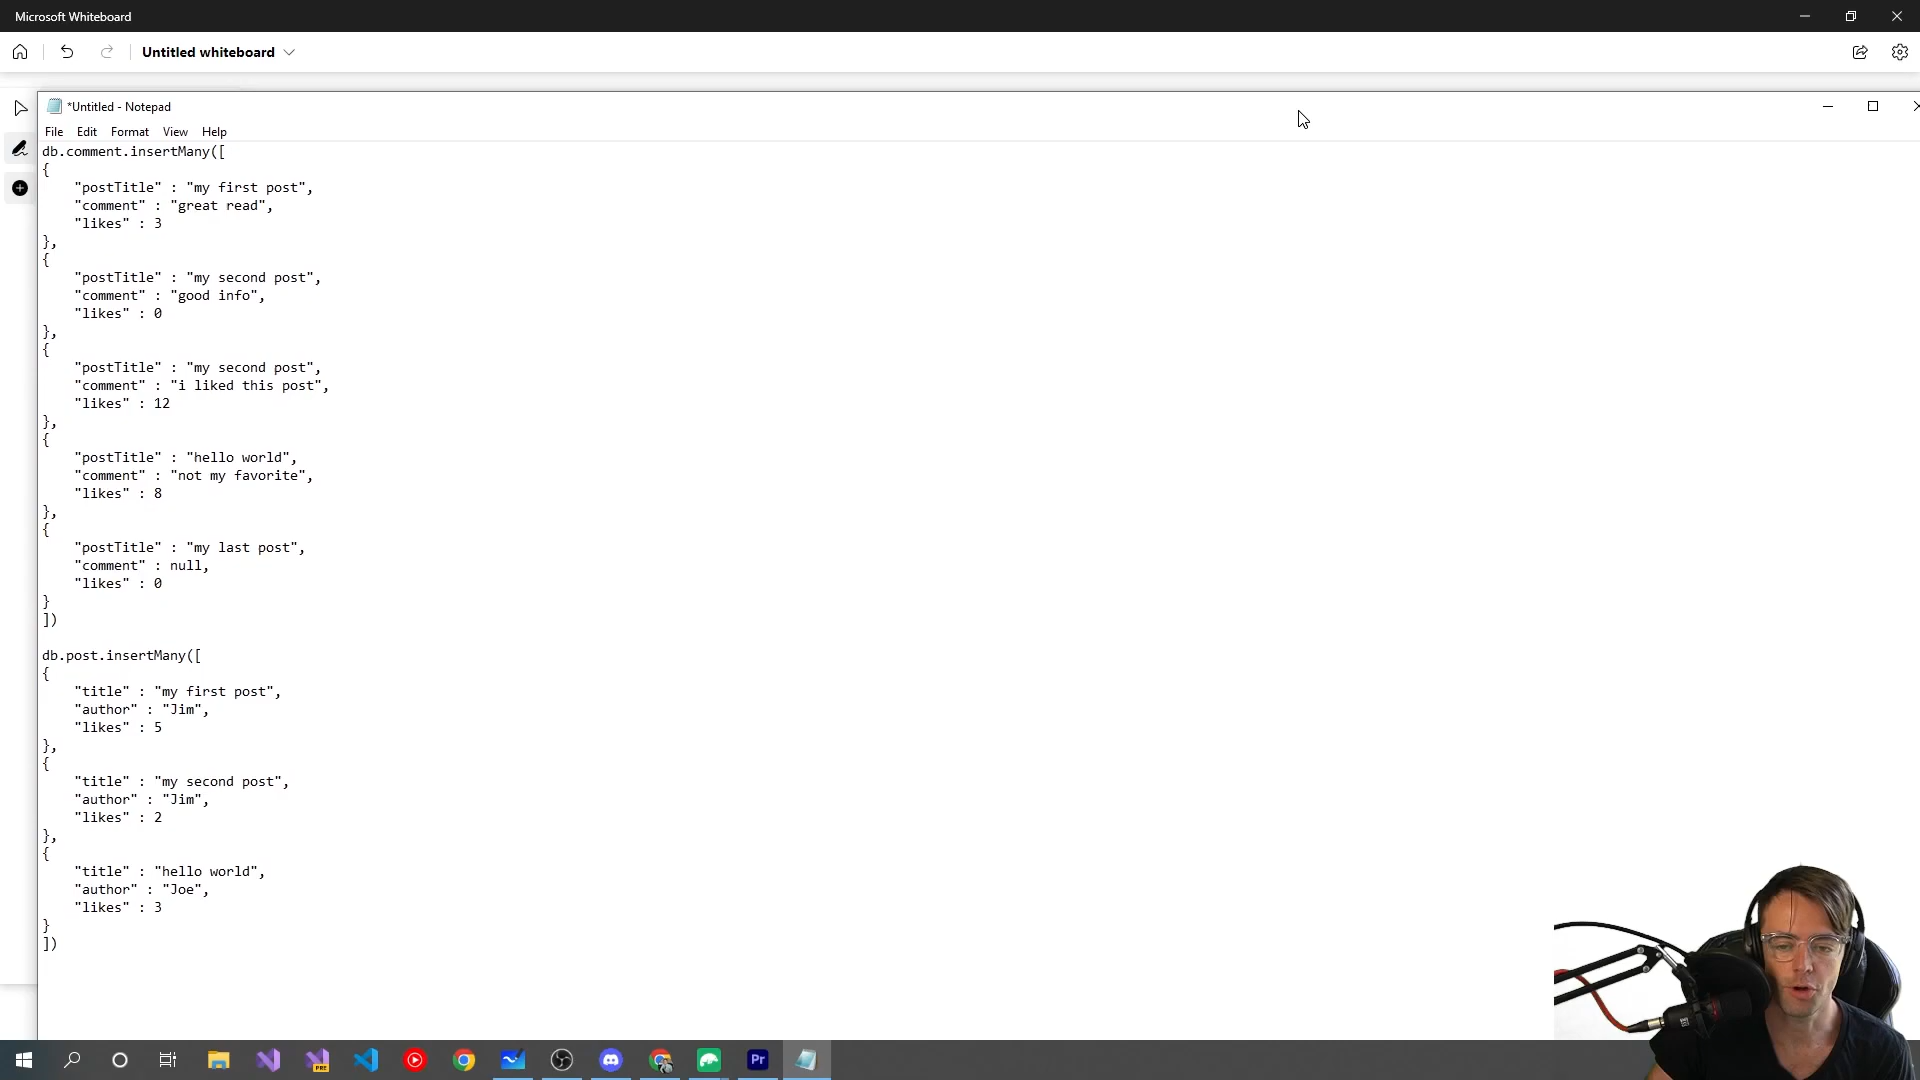 Microsoft Whiteboard
Untitled whiteboard
*Untitled - Notepad
File Edit Format View Help
db.comment.insertMany([
{
    "postTitle" : "my first post",
    "comment" : "great read",
    "likes" : 3
},
{
    "postTitle" : "my second post",
    "comment" : "good info",
    "likes" : 0
},
{
    "postTitle" : "my second post",
    "comment" : "i liked this post",
    "likes" : 12
},
{
    "postTitle" : "hello world",
    "comment" : "not my favorite",
    "likes" : 8
},
{
    "postTitle" : "my last post",
    "comment" : null,
    "likes" : 0
}
])
db.post.insertMany([
{
    "title" : "my first post",
    "author" : "Jim",
    "likes" : 5
},
{
    "title" : "my second post",
    "author" : "Jim",
    "likes" : 2
},
{
    "title" : "hello world",
    "author" : "Joe",
    "likes" : 3
}
])
PRE
Pr